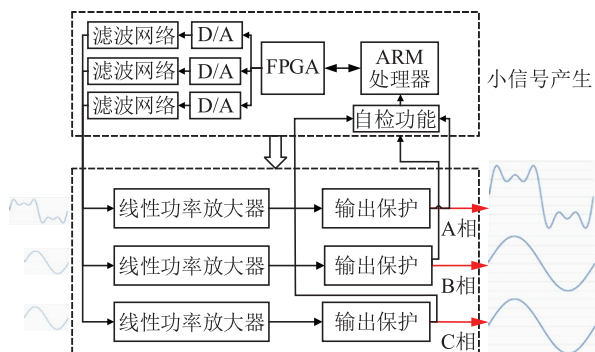 滤波网络
D/A
滤波网络
D/A
滤波网络
D/A
FPGA
ARM
处理器
自检功能
小信号产生
线性功率放大器
输出保护
A相
线性功率放大器
输出保护
B相
线性功率放大器
输出保护
C相